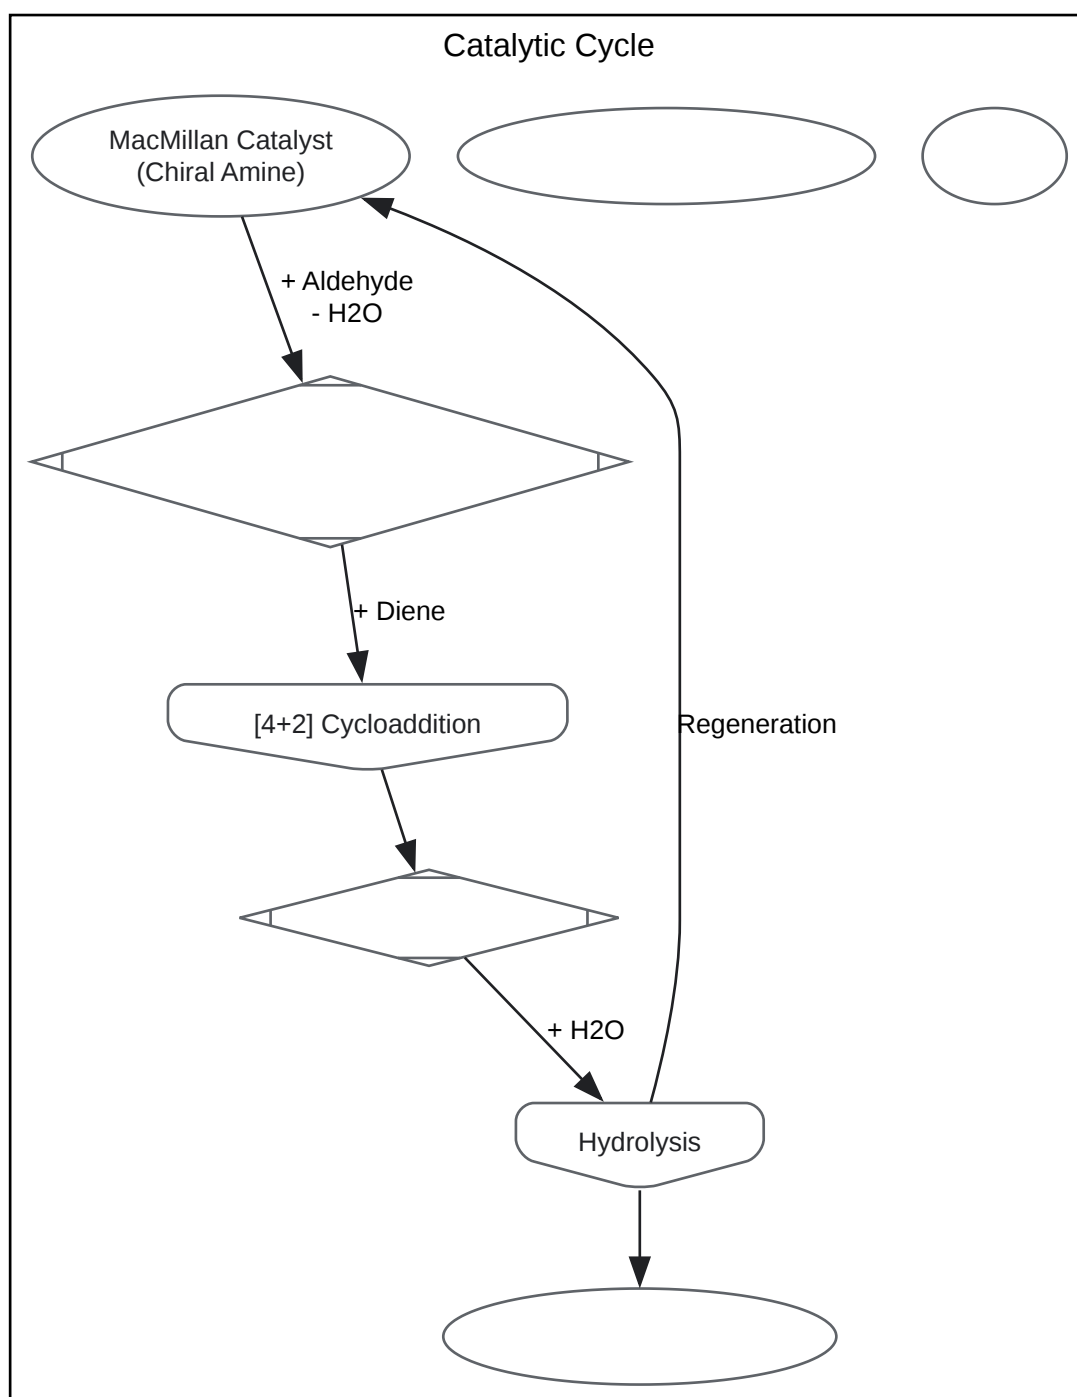 Catalytic Cycle
MacMillan Catalyst
(Chiral Amine)
+ Aldehyde
- H2O
+ Diene
[4+2] Cycloaddition
Regeneration
+ H2O
Hydrolysis